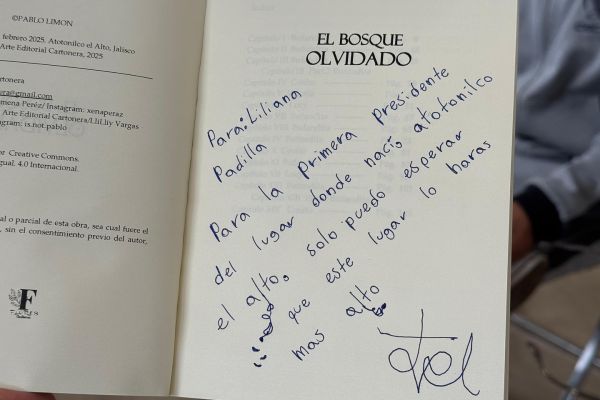 ©PABLO LIMON
febrero 2025. Atotonilco el Alto, Jalisco
Arte Editorial Cartonera, 2025
artonera
ra@gmail.com
mena Peréz/ Instagram: xenaperaz
Arte Editorial Cartonera/LliLliy Vargas
agram: is.not.pablo
or Creative Commons.
gual. 4.0 Internacional.
al o parcial de esta obra, sea cual fuere el
, sin el consentimiento previo del autor,
F
EL BOSQUE
OLVIDADO
Para: Liliana
Padilla
Para la Primera Presidente
del lugar donde nació atotonilco
el alto, solo puedo esperar
que este lugar lo haras
mas alto